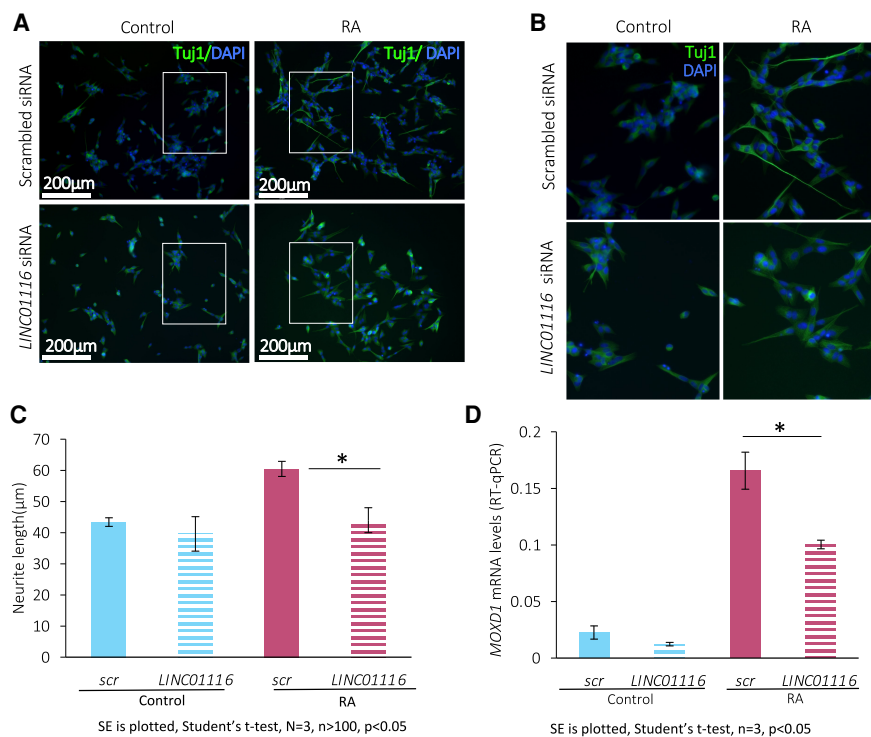 A
Control
RA
Scrambled siRNA
Tuj1/DAPI
Tuj1/ DAPI
200µm
200µm
LINC01116 siRNA
200µm
200µm
B
Control
RA
Scrambled siRNA
Tuj1
DAPI
LINC01116 siRNA
C
Neurite length(µm)
70
60
50
40
30
20
10
0
*
scr
LINC01116
scr
LINC01116
Control
RA
SE is plotted, Student’s t-test, N=3, n>100, p<0.05
D
MOXD1 mRNA levels (RT-qPCR)
0.2
0.15
0.1
0.05
0
*
scr
LINC01116
scr
LINC01116
Control
RA
SE is plotted, Student’s t-test, n=3, p<0.05